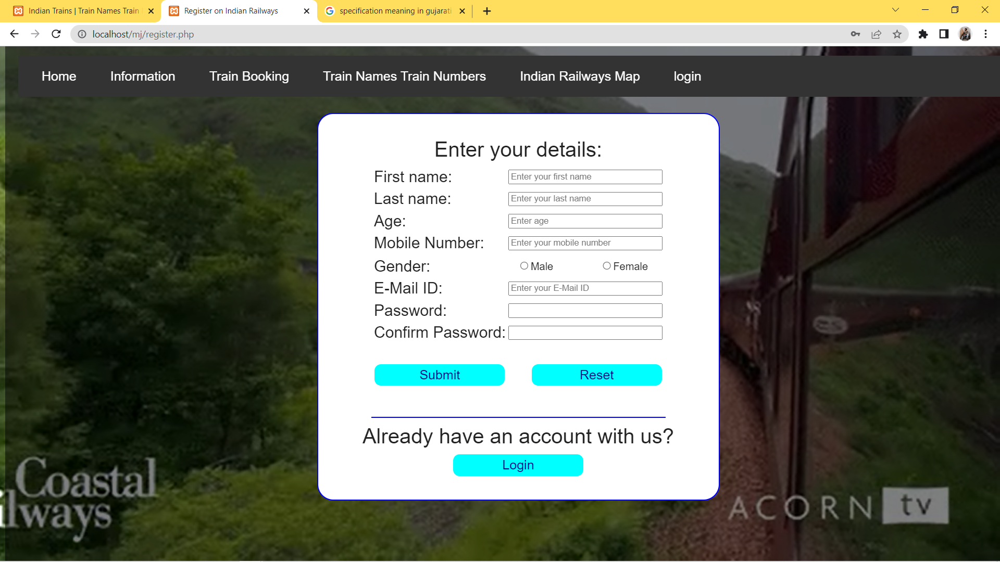 Indian Trains | Train Names Train
Register on Indian Railways
specification meaning in gujarati
localhost/mj/register.php
Home Information Train Booking Train Names Train Numbers Indian Railways Map login
Enter your details:
First name: Enter your first name
Last name: Enter your last name
Age: Enter age
Mobile Number: Enter your mobile number
Gender: Male Female
E-Mail ID: Enter your E-Mail ID
Password:
Confirm Password:
Submit Reset
Already have an account with us?
Login
Coastal
ilways
ACORN tv